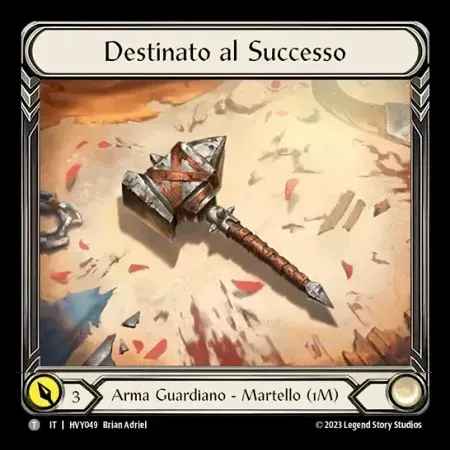 Destinato al Successo
3 Arma Guardiano - Martello (1M)
T IT | HVY049 Brian Adriel ©2023 Legend Story Studios